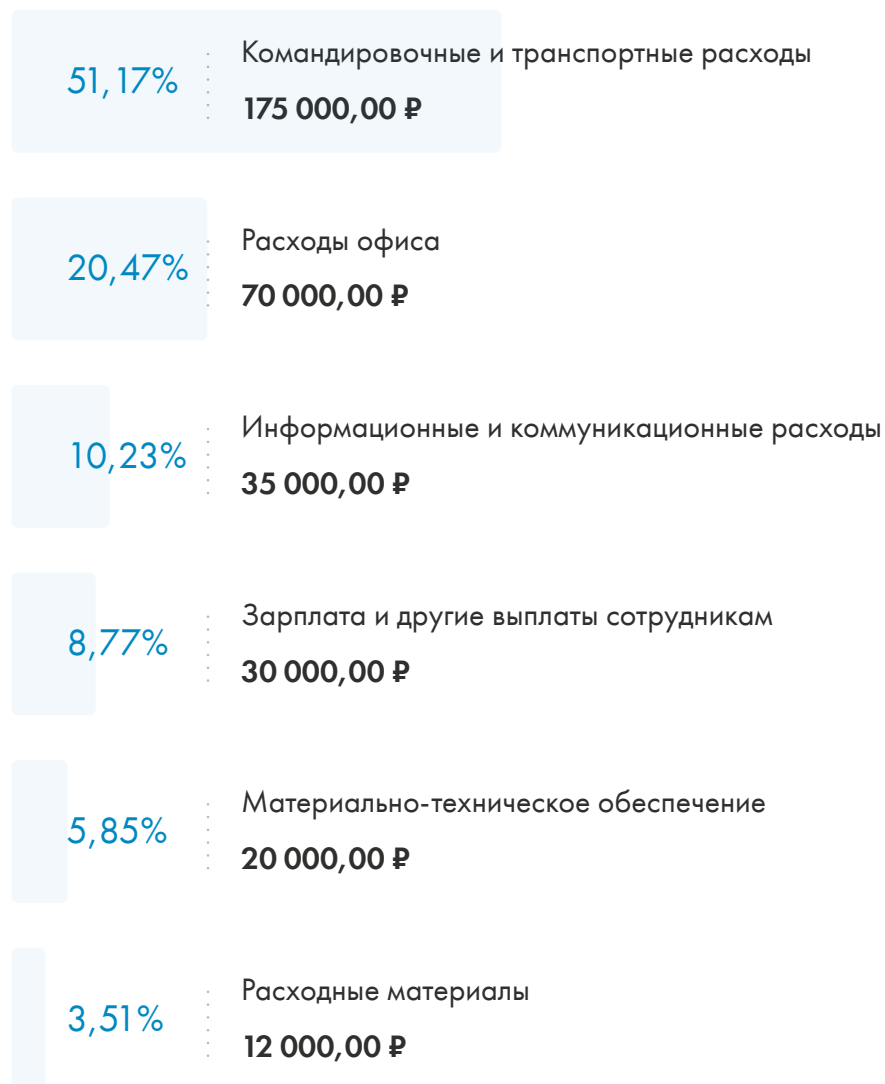 51,17%
Командировочные и транспортные расходы
175 000,00 ₽
20,47%
Расходы офиса
70 000,00 ₽
10,23%
Информационные и коммуникационные расходы
35 000,00 ₽
8,77%
Зарплата и другие выплаты сотрудникам
30 000,00 ₽
5,85%
Материально-техническое обеспечение
20 000,00 ₽
3,51%
Расходные материалы
12 000,00 ₽